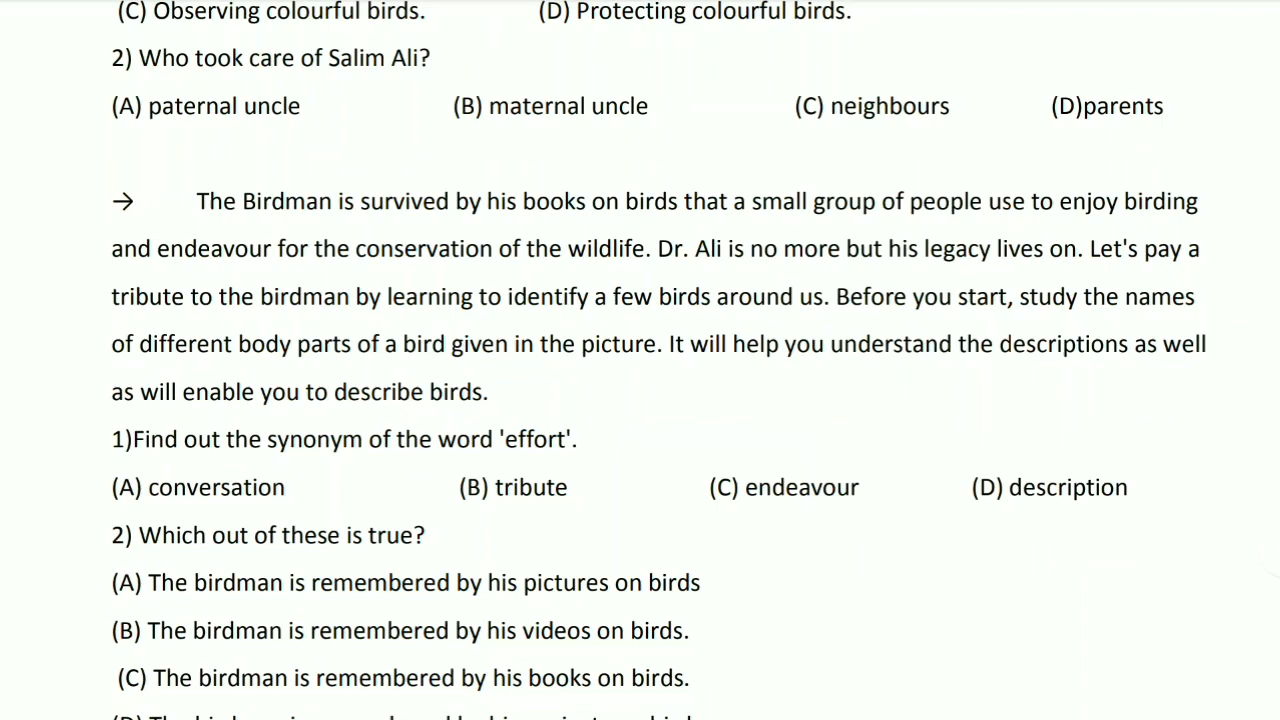 (C) Observing colourful birds. (D) Protecting colourful birds.
2) Who took care of Salim Ali?
(A) paternal uncle (B) maternal uncle (C) neighbours (D)parents
→ The Birdman is survived by his books on birds that a small group of people use to enjoy birding
and endeavour for the conservation of the wildlife. Dr. Ali is no more but his legacy lives on. Let's pay a
tribute to the birdman by learning to identify a few birds around us. Before you start, study the names
of different body parts of a bird given in the picture. It will help you understand the descriptions as well
as will enable you to describe birds.
1)Find out the synonym of the word 'effort'.
(A) conversation (B) tribute (C) endeavour (D) description
2) Which out of these is true?
(A) The birdman is remembered by his pictures on birds
(B) The birdman is remembered by his videos on birds.
(C) The birdman is remembered by his books on birds.